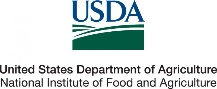 USDA
United States Department of Agriculture
National Institute of Food and Agriculture